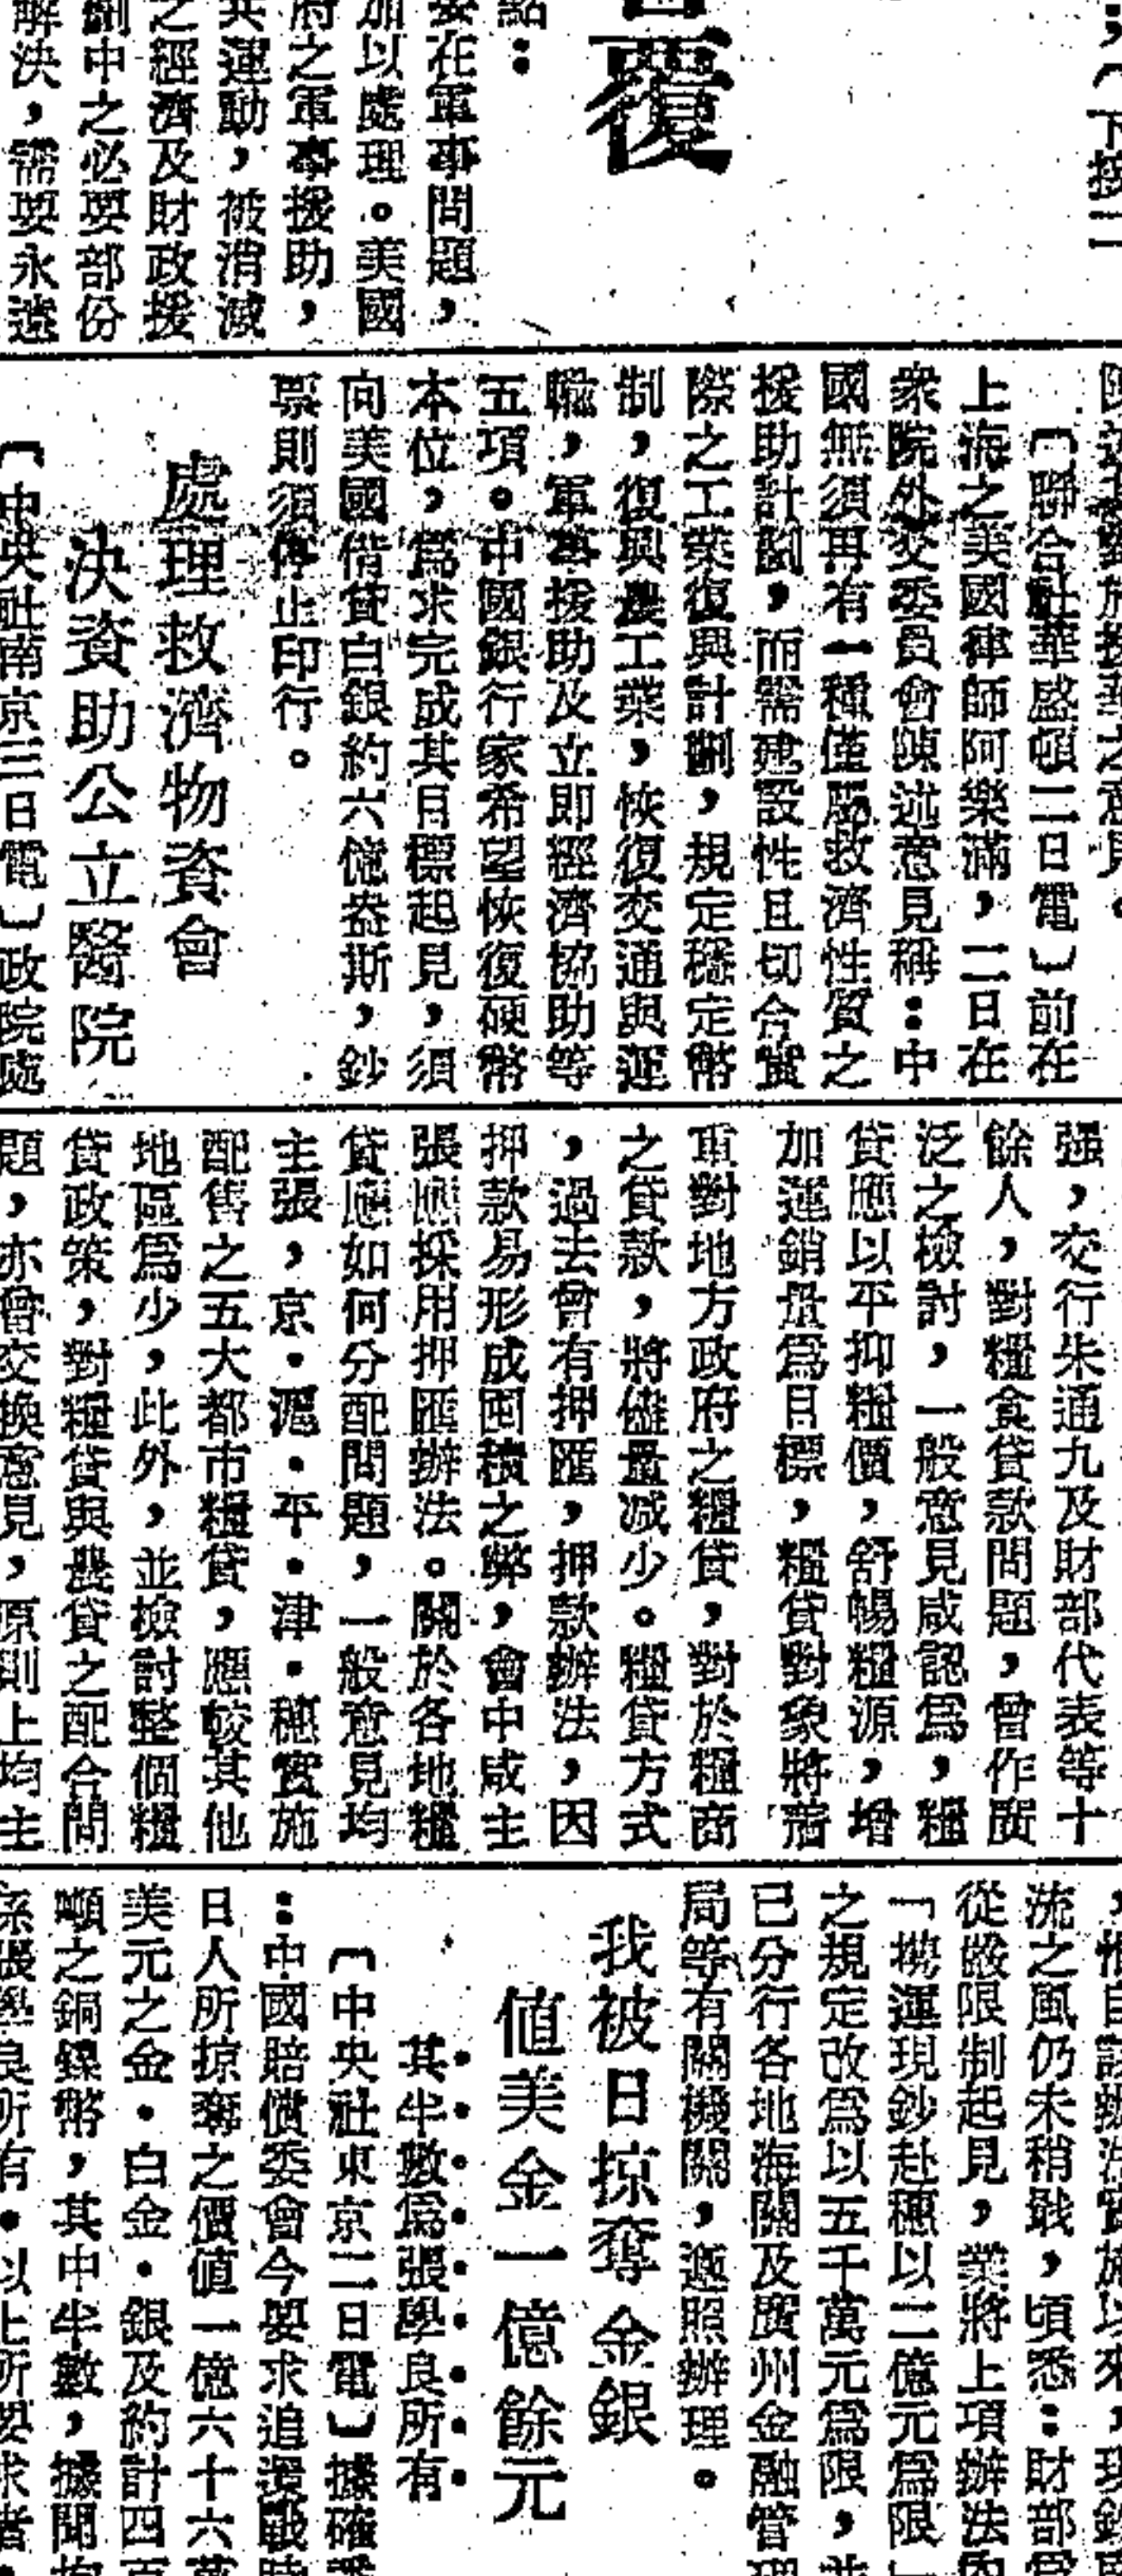 下接二
覆
點：
要在軍事問題，
加以處理。美國
府之軍事援助，
共運動，被消滅
之經濟及財政援
劃中之必要部份
解決，需要永遠
〔聯合社華盛頓二日電〕前在
上海之美國律師阿樂滿，二日在
衆院外交委員會陳述意見稱：中
國無須再有一種僅屬救濟性質之
援助計劃，而需建設性且切合實
際之工業復興計劃，規定穩定幣
制，復興農工業，恢復交通與運
輸，軍事援助及立即經濟協助等
五項。中國銀行家希望恢復硬幣
本位，爲求完成其目標起見，須
向美國借貸白銀約六億盎斯，鈔
票則須停止印行。
處理救濟物資會
決資助公立醫院
〔中央社南京三日電〕政院處
强，交行朱通九及財部代表等十
餘人，對糧食貸款問題，曾作廣
泛之檢討，一般意見咸認爲，糧
貸應以平抑糧價，舒暢糧源，增
加運銷量爲目標，糧貸對象將着
重對地方政府之糧貸，對於糧商
之貸款，將儘量减少。糧貸方式
，過去曾有押匯，押款辦法，因
押款易形成囤積之弊，會中咸主
張應採用押匯辦法。關於各地糧
貸應如何分配問題，一般意見均
主張，京．滬．平．津．穗實施
配售之五大都市糧貸，應較其他
地區爲少，此外，並檢討整個糧
貸政策，對糧貸與農貸之配合問
題，亦曾交換意見，原則上均主
，惟自該辦法實施以來，現鈔
流之風仍未稍戢，頃悉：財部爲
從嚴限制起見，業將上項辦法內
「携運現鈔赴穗以二億元爲限」
之規定改爲以五千萬元爲限，並
已分行各地海關及廣州金融管理
局等有關機關，遵照辦理。
我被日掠奪金銀
值美金一億餘元
其半數爲張學良所有
〔中央社東京二日電〕據確悉
：中國賠償委會今要求追還戰時
日人所掠奪之價值一億六十六萬
美元之金．白金．銀及約計四百
噸之銅鎳幣，其中半數，據聞均
係張學良所有．以上所要求者，